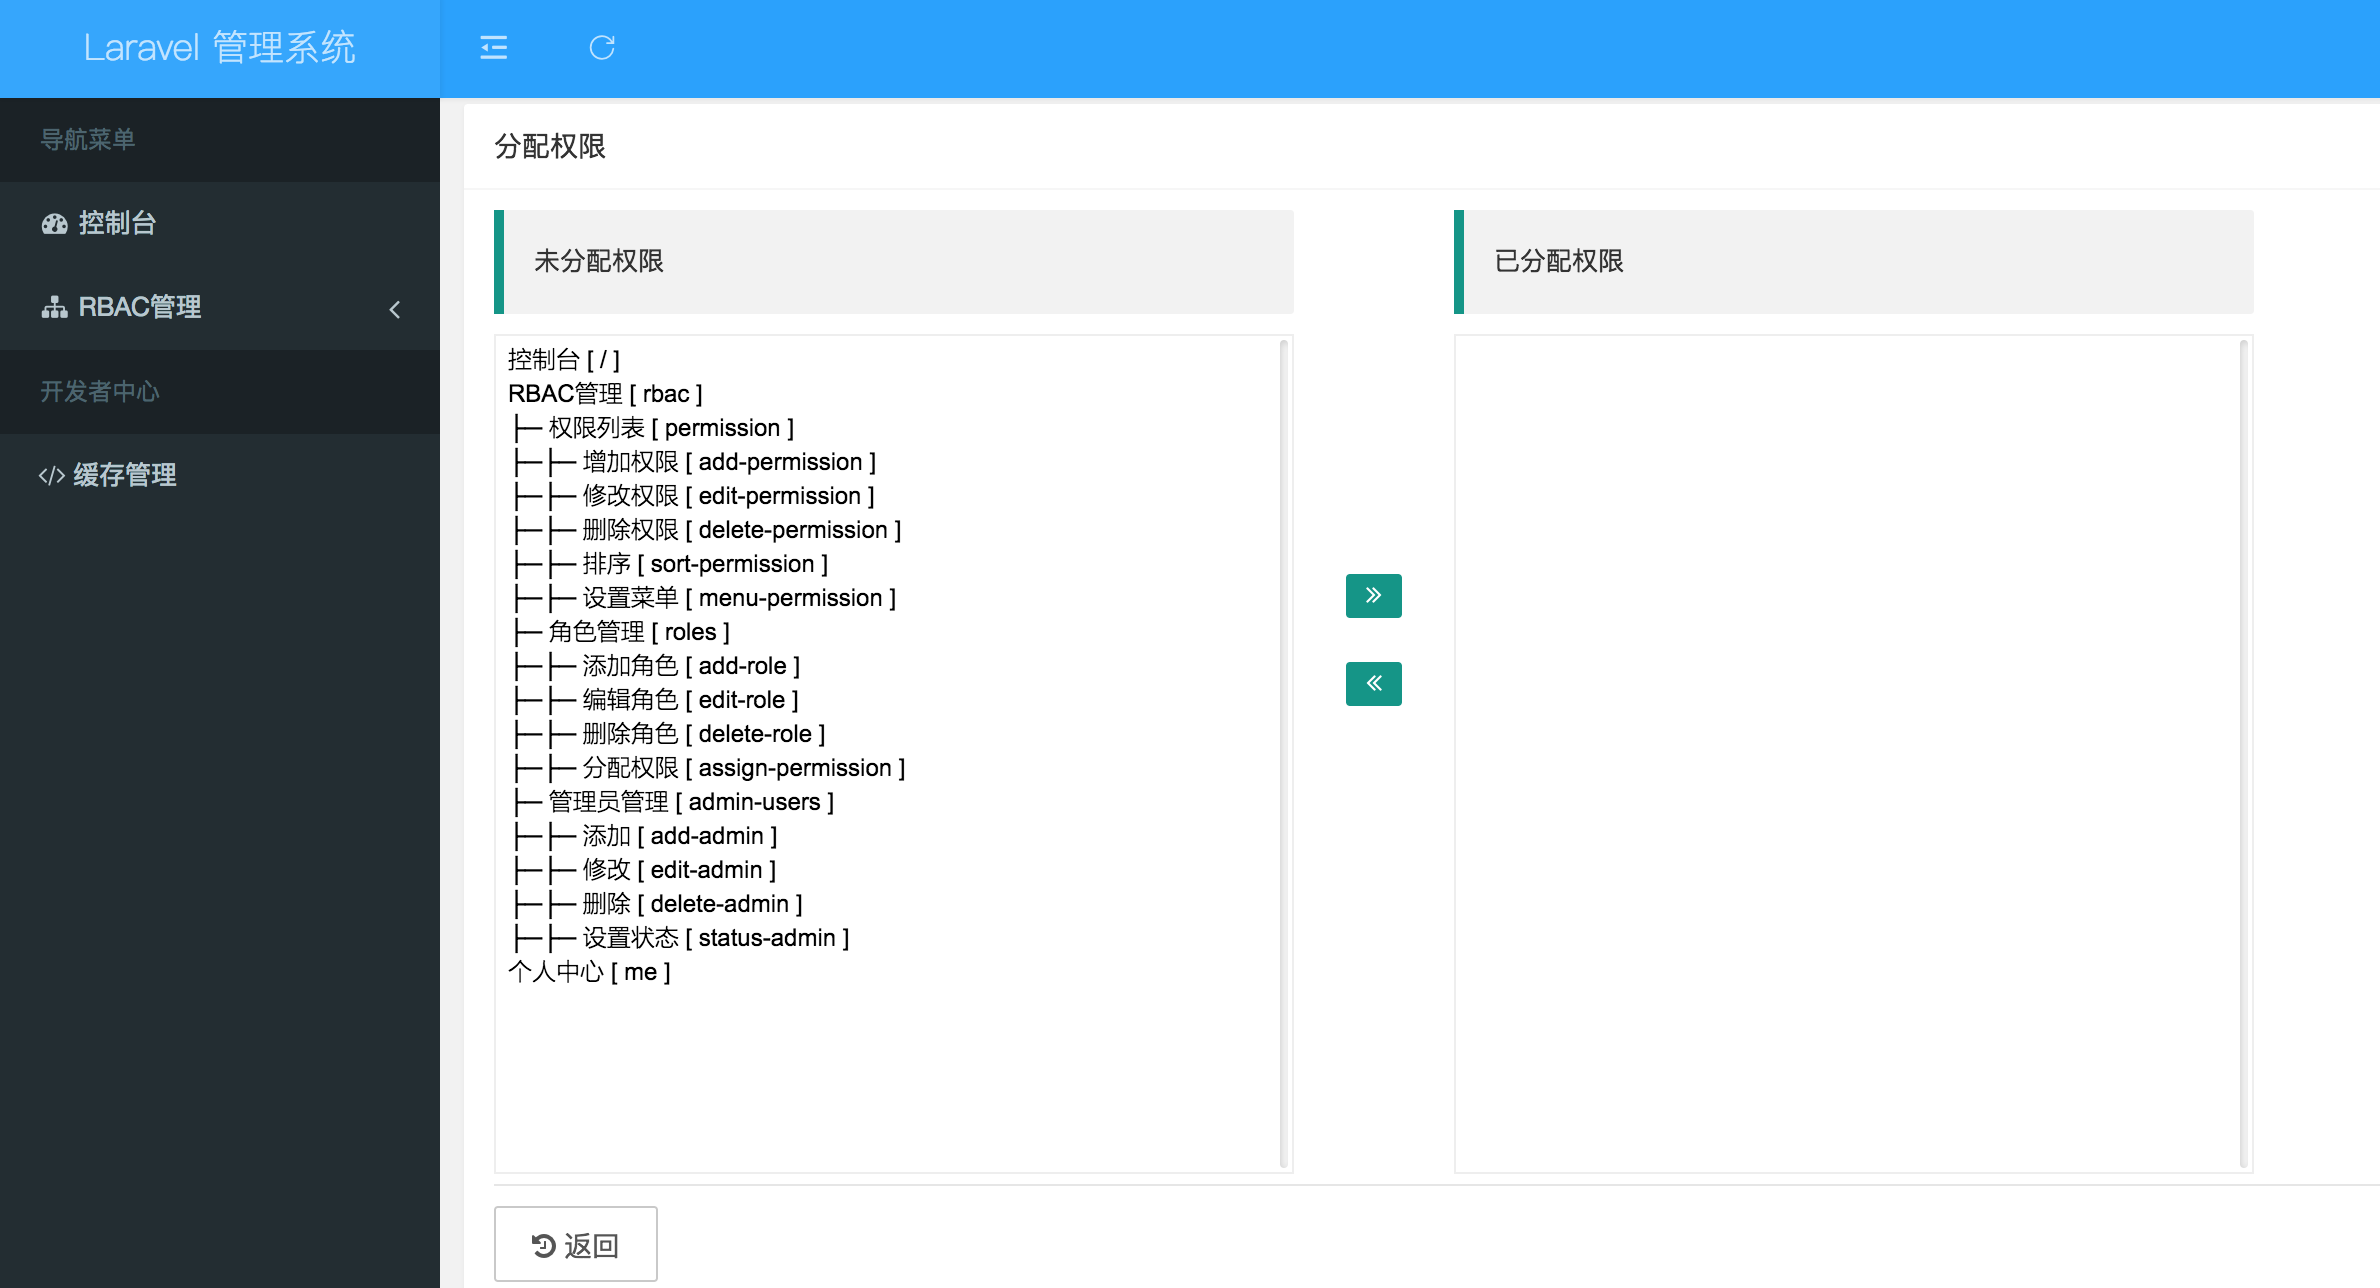 Laravel 管理系统
导航菜单
控制台
RBAC管理
开发者中心
缓存管理
分配权限
未分配权限
控制台 [ / ]
RBAC管理 [ rbac ]
├─ 权限列表 [ permission ]
├─├─ 增加权限 [ add-permission ]
├─├─ 修改权限 [ edit-permission ]
├─├─ 删除权限 [ delete-permission ]
├─├─ 排序 [ sort-permission ]
├─├─ 设置菜单 [ menu-permission ]
├─ 角色管理 [ roles ]
├─├─ 添加角色 [ add-role ]
├─├─ 编辑角色 [ edit-role ]
├─├─ 删除角色 [ delete-role ]
├─├─ 分配权限 [ assign-permission ]
├─ 管理员管理 [ admin-users ]
├─├─ 添加 [ add-admin ]
├─├─ 修改 [ edit-admin ]
├─├─ 删除 [ delete-admin ]
├─├─ 设置状态 [ status-admin ]
个人中心 [ me ]
已分配权限
返回